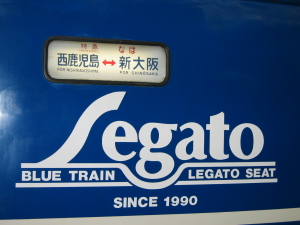 特急 なは
西鹿児島 ↔ 新大阪
FOR NISHIKAGOSHIMA FOR SHINOSAKA
Legato
BLUE TRAIN LEGATO SEAT
SINCE 1990